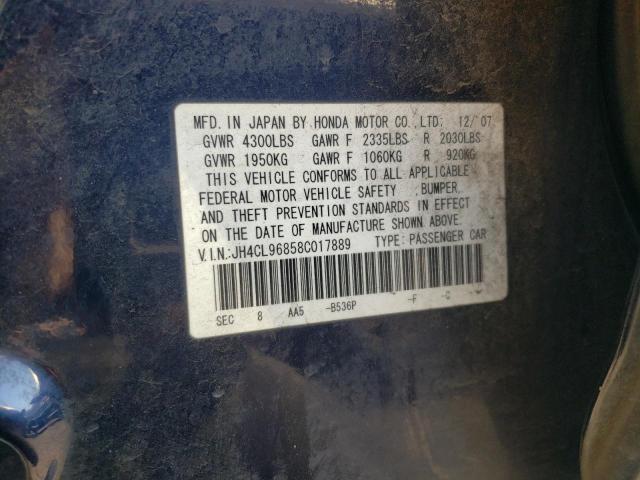 MFD. IN JAPAN BY HONDA MOTOR CO., LTD: 12/ 07
GVWR 4300LBS GAWR F 2335LBS R 2030LBS
GVWR 1950KG GAWR F 1060KG R 920KG
THIS VEHICLE CONFORMS TO ALL APPLICABLE
FEDERAL MOTOR VEHICLE SAFETY ,BUMPER,
AND THEFT PREVENTION STANDARDS IN EFFECT
ON THE DATE OF MANUFACTURE SHOWN ABOVE.
V.I.N.:JH4CL96858C017889 TYPE: PASSENGER CAR
SEC 8 AA5 -B536P - -F -C -